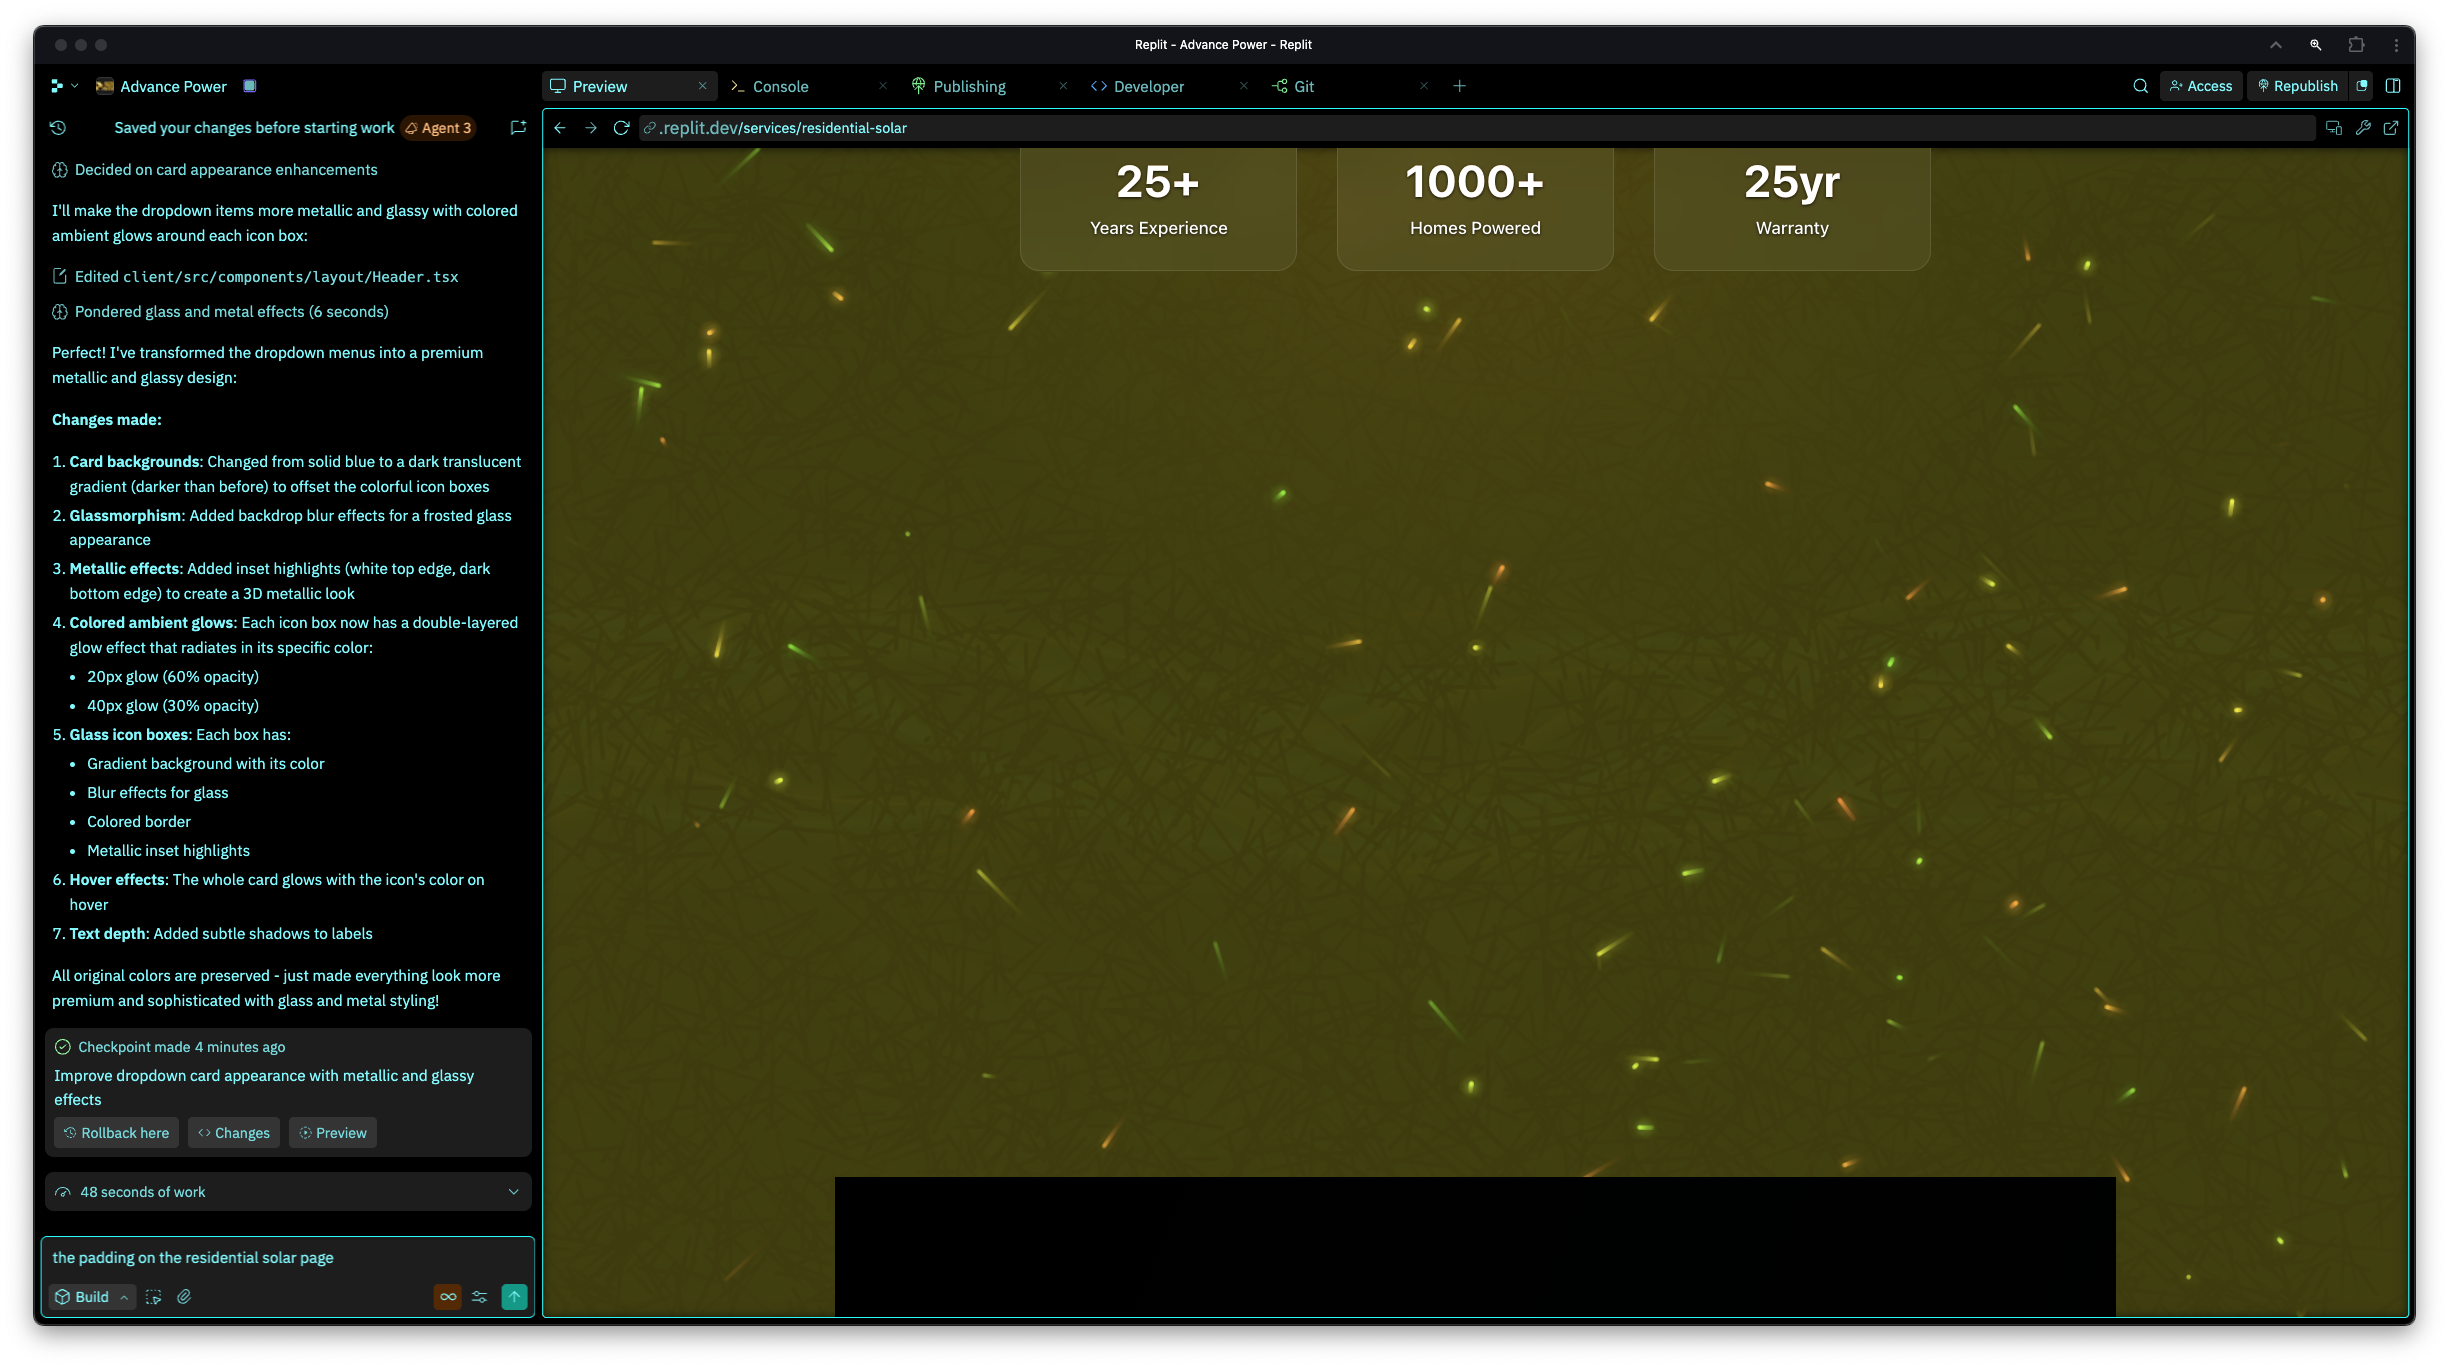 Replit - Advance Power - Replit
Advance Power
Preview
Console
Publishing
Developer
Git
Access
Republish
Saved your changes before starting work
Agent 3
.replit.dev/services/residential-solar
Decided on card appearance enhancements
I'll make the dropdown items more metallic and glassy with colored
ambient glows around each icon box:
Edited client/src/components/layout/Header.tsx
Pondered glass and metal effects (6 seconds)
Perfect! I've transformed the dropdown menus into a premium
metallic and glassy design:
Changes made:
1. Card backgrounds: Changed from solid blue to a dark translucent
gradient (darker than before) to offset the colorful icon boxes
2. Glassmorphism: Added backdrop blur effects for a frosted glass
appearance
3. Metallic effects: Added inset highlights (white top edge, dark
bottom edge) to create a 3D metallic look
4. Colored ambient glows: Each icon box now has a double-layered
glow effect that radiates in its specific color:
• 20px glow (60% opacity)
• 40px glow (30% opacity)
5. Glass icon boxes: Each box has:
• Gradient background with its color
• Blur effects for glass
• Colored border
• Metallic inset highlights
6. Hover effects: The whole card glows with the icon's color on
hover
7. Text depth: Added subtle shadows to labels
All original colors are preserved - just made everything look more
premium and sophisticated with glass and metal styling!
Checkpoint made 4 minutes ago
Improve dropdown card appearance with metallic and glassy
effects
Rollback here
Changes
Preview
48 seconds of work
the padding on the residential solar page
Build
25+
Years Experience
1000+
Homes Powered
25yr
Warranty